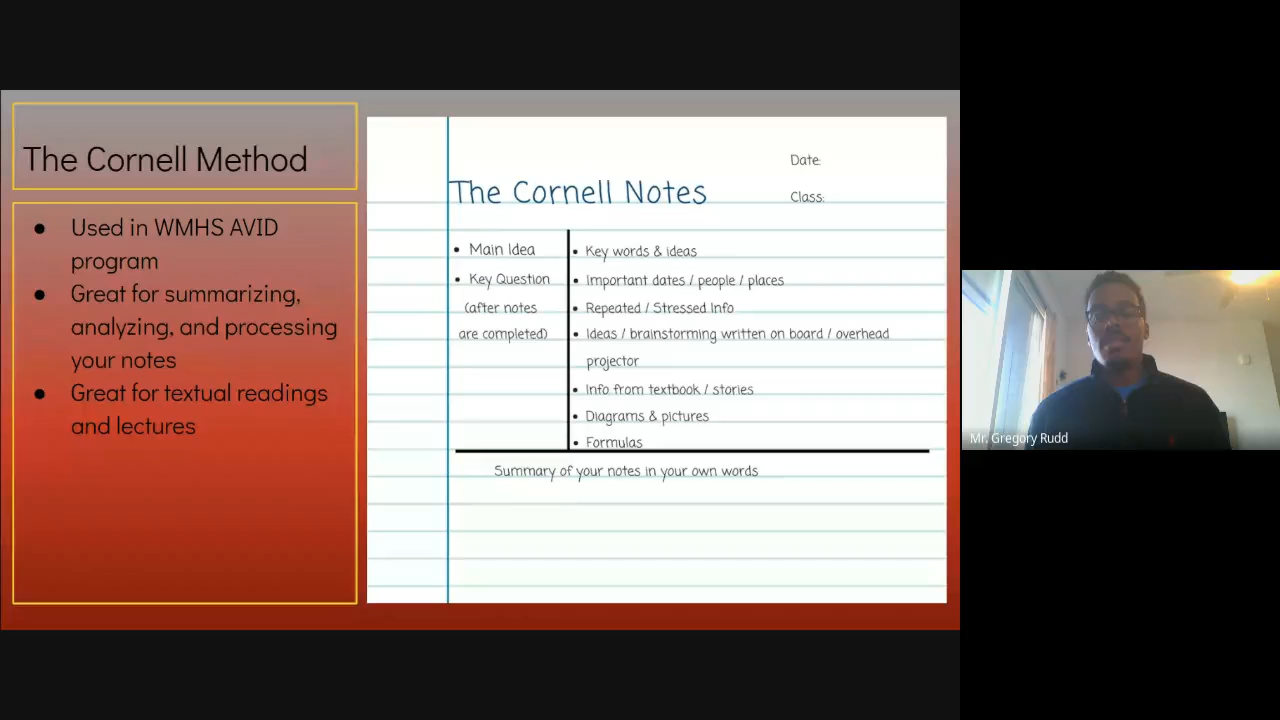 The Cornell Method
● Used in WMHS AVID
program
● Great for summarizing,
analyzing, and processing
your notes
● Great for textual readings
and lectures
Date:
The Cornell Notes
Class:
• Main Idea
• Key Question
(after notes
are completed)
• Key words & ideas
• Important dates / people / places
• Repeated / Stressed Info
• Ideas / brainstorming written on board / overhead
projector
• Info from textbook / stories
• Diagrams & pictures
• Formulas
Summary of your notes in your own words
Mr. Gregory Rudd